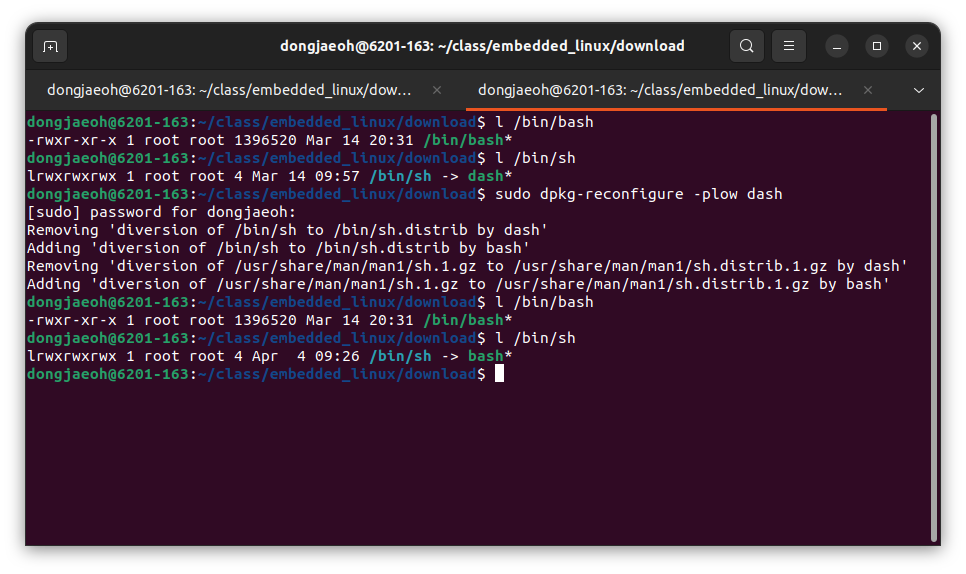 dongjaeoh@6201-163: ~/class/embedded_linux/download
dongjaeoh@6201-163: ~/class/embedded_linux/dow...
dongjaeoh@6201-163: ~/class/embedded_linux/dow...
dongjaeoh@6201-163:~/class/embedded_linux/download$ l /bin/bash
-rwxr-xr-x 1 root root 1396520 Mar 14 20:31 /bin/bash*
dongjaeoh@6201-163:~/class/embedded_linux/download$ l /bin/sh
lrwxrwxrwx 1 root root 4 Mar 14 09:57 /bin/sh -> dash*
dongjaeoh@6201-163:~/class/embedded_linux/download$ sudo dpkg-reconfigure -plow dash
[sudo] password for dongjaeoh:
Removing 'diversion of /bin/sh to /bin/sh.distrib by dash'
Adding 'diversion of /bin/sh to /bin/sh.distrib by bash'
Removing 'diversion of /usr/share/man/man1/sh.1.gz to /usr/share/man/man1/sh.distrib.1.gz by dash'
Adding 'diversion of /usr/share/man/man1/sh.1.gz to /usr/share/man/man1/sh.distrib.1.gz by bash'
dongjaeoh@6201-163:~/class/embedded_linux/download$ l /bin/bash
-rwxr-xr-x 1 root root 1396520 Mar 14 20:31 /bin/bash*
dongjaeoh@6201-163:~/class/embedded_linux/download$ l /bin/sh
lrwxrwxrwx 1 root root 4 Apr  4 09:26 /bin/sh -> bash*
dongjaeoh@6201-163:~/class/embedded_linux/download$